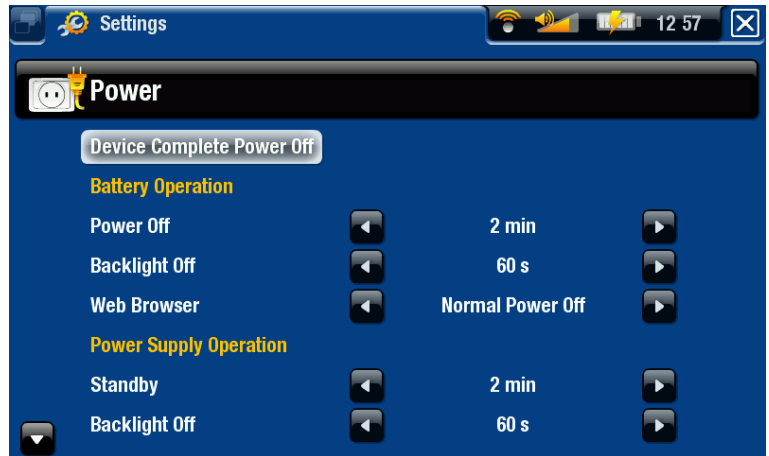 Settings 12 57
Power
Device Complete Power Off
Battery Operation
Power Off 2 min
Backlight Off 60 s
Web Browser Normal Power Off
Power Supply Operation
Standby 2 min
Backlight Off 60 s